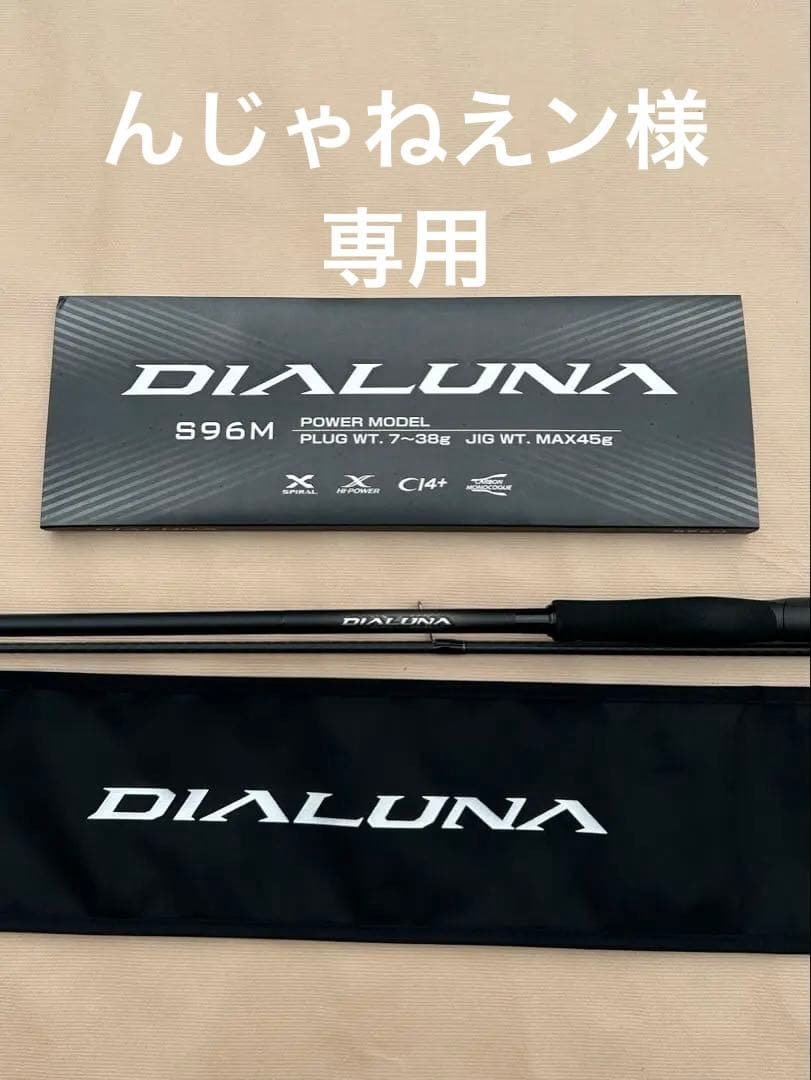 んじゃねえン様
専用
DIALUNA
S96M
POWER MODEL
PLUG WT. 7～38g JIG WT. MAX45g
X SPIRAL
X HI-POWER
CI4+
CARBON MONOCOQUE
DIALUNA
DIALUNA